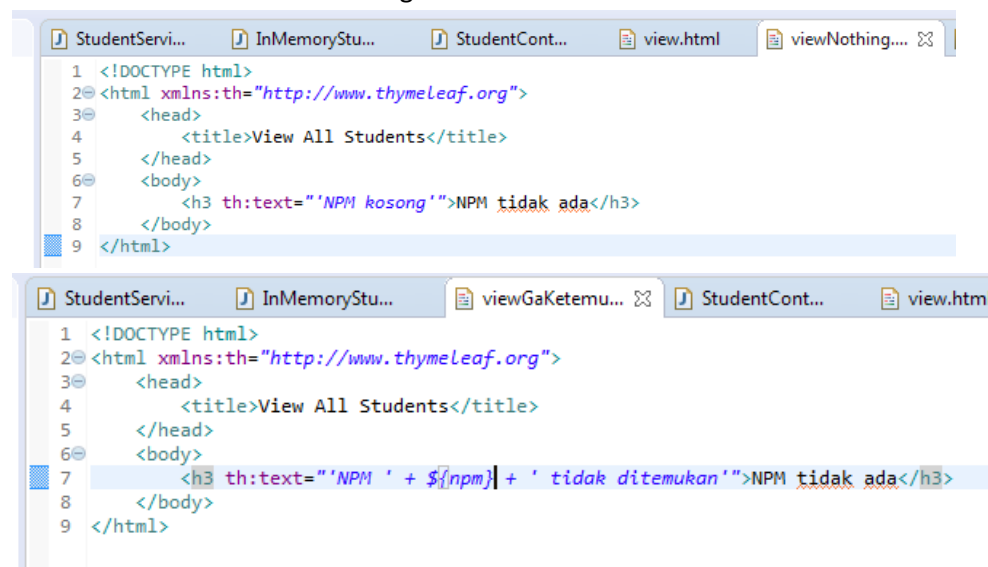 StudentServi... InMemoryStu... StudentCont... view.html viewNothing....
1 <!DOCTYPE html>
2 <html xmlns:th="http://www.thymeleaf.org">
3 <head>
4 <title>View All Students</title>
5 </head>
6 <body>
7 <h3 th:text="'NPM kosong'">NPM tidak ada</h3>
8 </body>
9 </html>
StudentServi... InMemoryStu... viewGaKetemu... StudentCont... view.htm
1 <!DOCTYPE html>
2 <html xmlns:th="http://www.thymeleaf.org">
3 <head>
4 <title>View All Students</title>
5 </head>
6 <body>
7 <h3 th:text="'NPM ' + ${npm} + ' tidak ditemukan'">NPM tidak ada</h3>
8 </body>
9 </html>